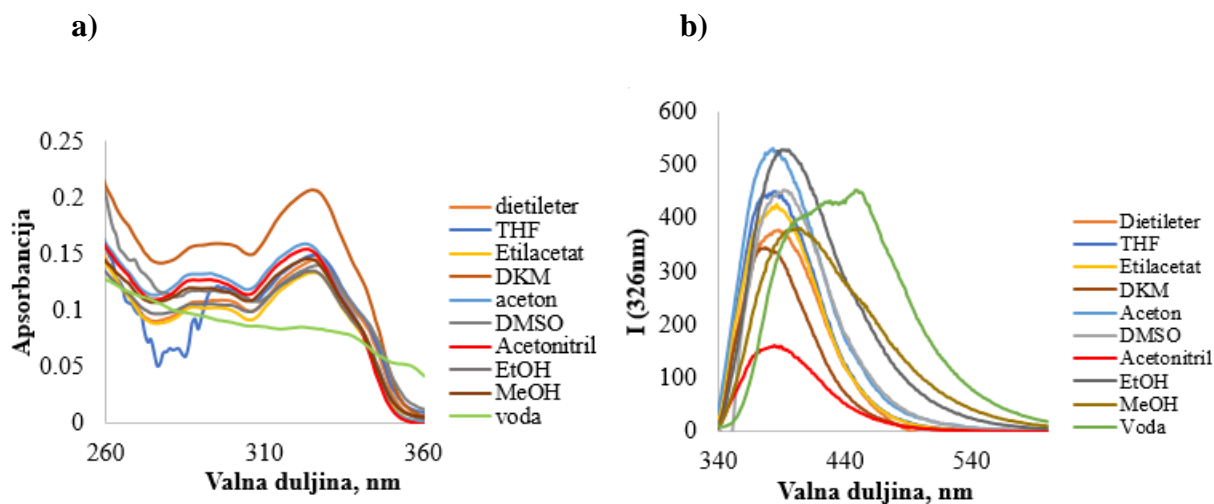 a)
b)
Apsorbancija
0.25
0.2
0.15
0.1
0.05
0
260
310
360
Valna duljina, nm
dietileter
THF
Etilacetat
DKM
aceton
DMSO
Acetonitril
EtOH
MeOH
voda
I (326nm)
600
500
400
300
200
100
0
340
440
540
Valna duljina, nm
Dietileter
THF
Etilacetat
DKM
Aceton
DMSO
Acetonitril
EtOH
MeOH
Voda